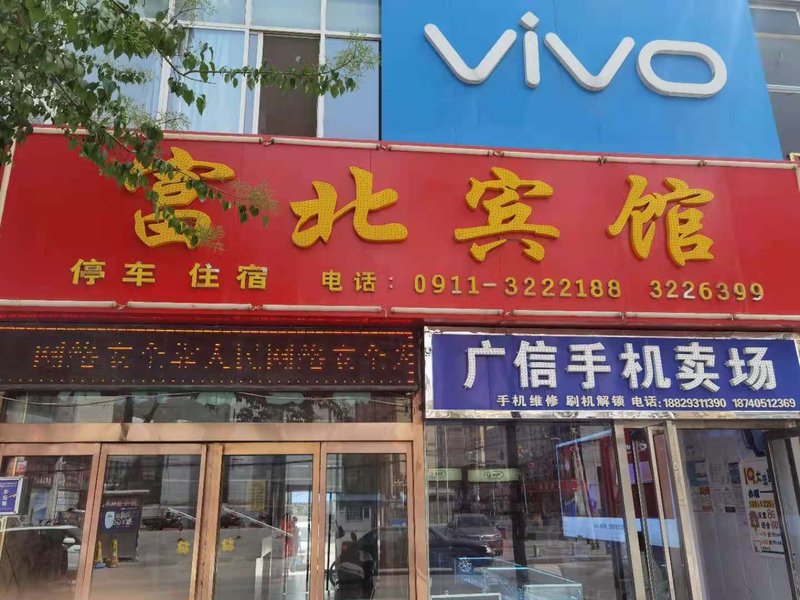 vivo
富北宾馆
停车 住宿 电话：0911-3222188 3226399
广信手机卖场
手机维修 刷机解锁 电话:18829311390 18740512369